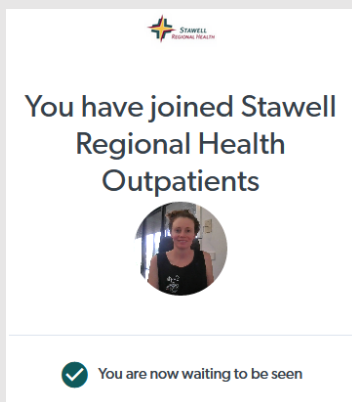 STAWELL
REGIONAL HEALTH
You have joined Stawell
Regional Health
Outpatients
You are now waiting to be seen